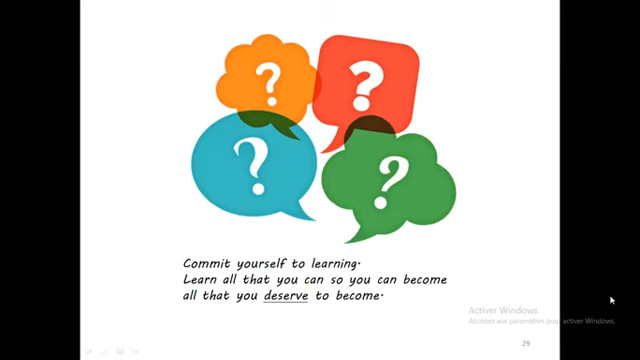 ?
?
?
?
Commit yourself to learning.
Learn all that you can so you can become
all that you deserve to become.
Activer Windows
Accédez aux paramètres pour activer Windows.
29